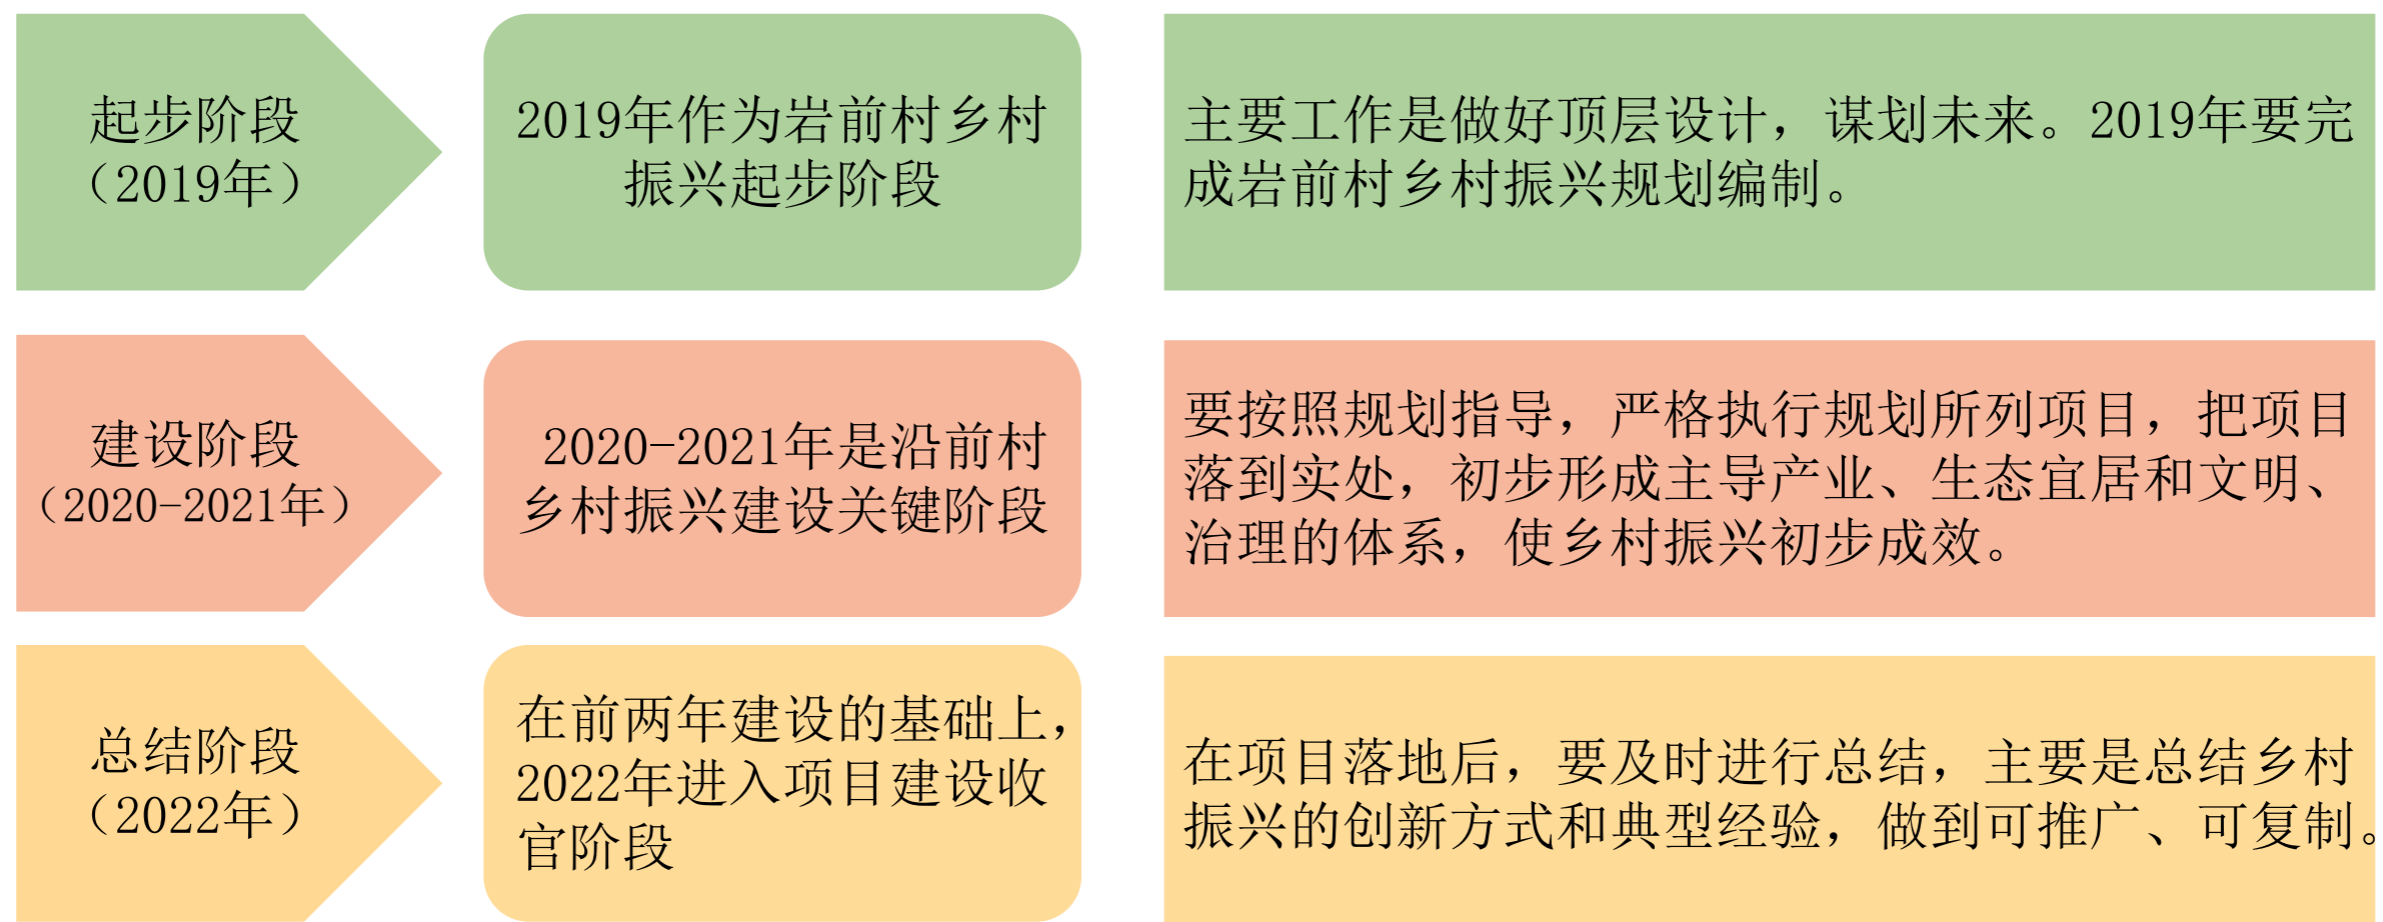 起步阶段
（2019年）
2019年作为岩前村乡村
振兴起步阶段
主要工作是做好顶层设计，谋划未来。2019年要完
成岩前村乡村振兴规划编制。
建设阶段
（2020-2021年）
2020-2021年是沿前村
乡村振兴建设关键阶段
要按照规划指导，严格执行规划所列项目，把项目
落到实处，初步形成主导产业、生态宜居和文明、
治理的体系，使乡村振兴初步成效。
总结阶段
（2022年）
在前两年建设的基础上，
2022年进入项目建设收
官阶段
在项目落地后，要及时进行总结，主要是总结乡村
振兴的创新方式和典型经验，做到可推广、可复制。